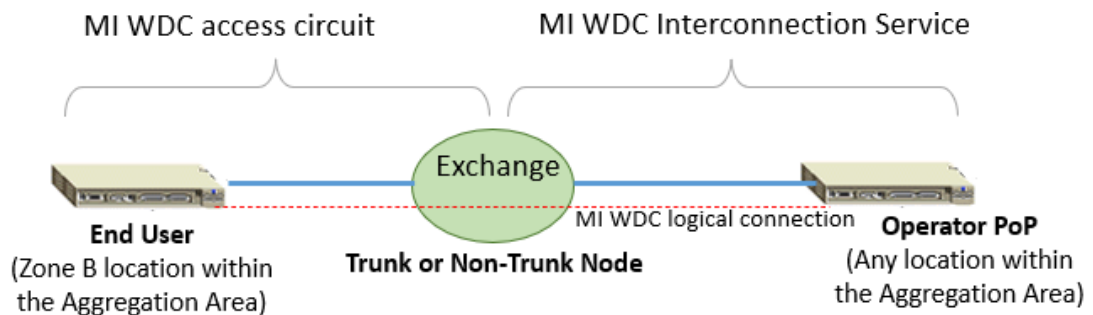 MI WDC access circuit
MI WDC Interconnection Service
Exchange
MI WDC logical connection
End User
(Zone B location within
the Aggregation Area)
Trunk or Non-Trunk Node
Operator PoP
(Any location within
the Aggregation Area)